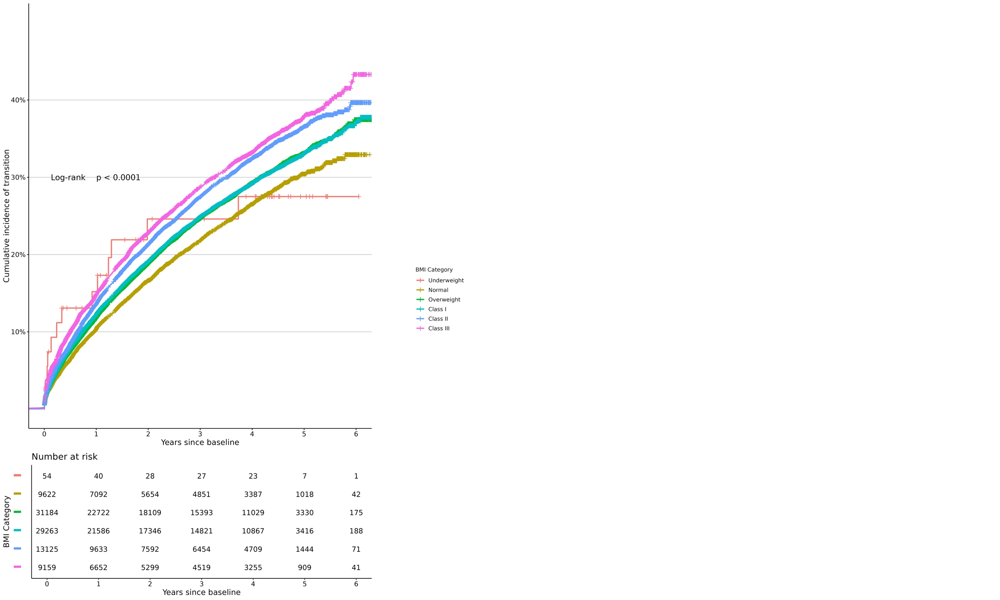 Cumulative incidence of transition
40%
30%
20%
10%
Log-rank p < 0.0001
0 1 2 3 4 5 6
Years since baseline
BMI Category
Underweight
Normal
Overweight
Class I
Class II
Class III
Number at risk
BMI Category
54 40 28 27 23 7 1
9622 7092 5654 4851 3387 1018 42
31184 22722 18109 15393 11029 3330 175
29263 21586 17346 14821 10867 3416 188
13125 9633 7592 6454 4709 1444 71
9159 6652 5299 4519 3255 909 41
0 1 2 3 4 5 6
Years since baseline